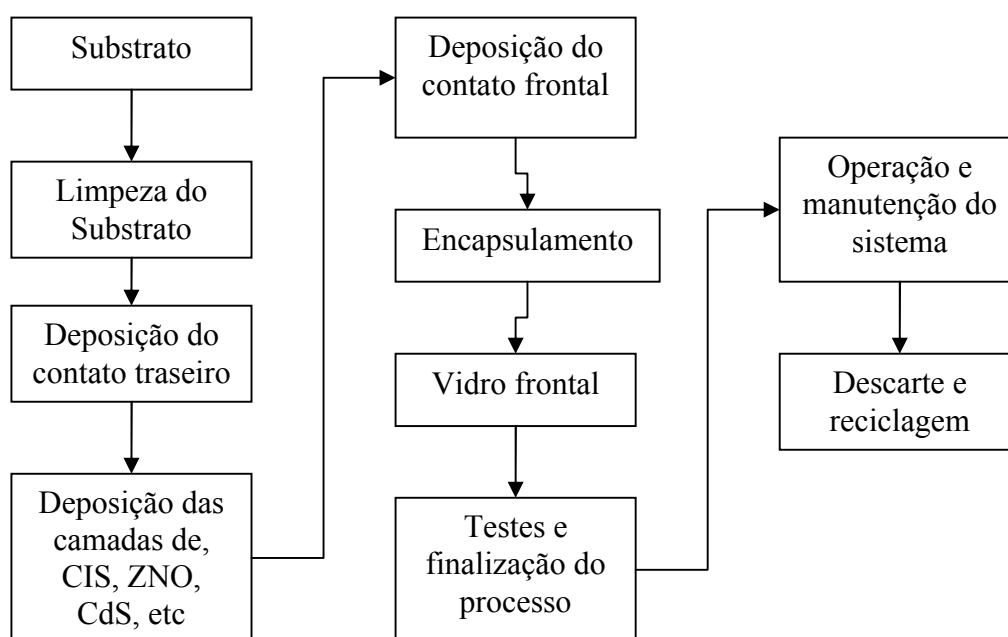 Substrato
Limpeza do
Substrato
Deposição do
contato traseiro
Deposição das
camadas de,
CIS, ZNO,
CdS, etc
Deposição do
contato frontal
Encapsulamento
Vidro frontal
Testes e
finalização do
processo
Operação e
manutenção do
sistema
Descarte e
reciclagem